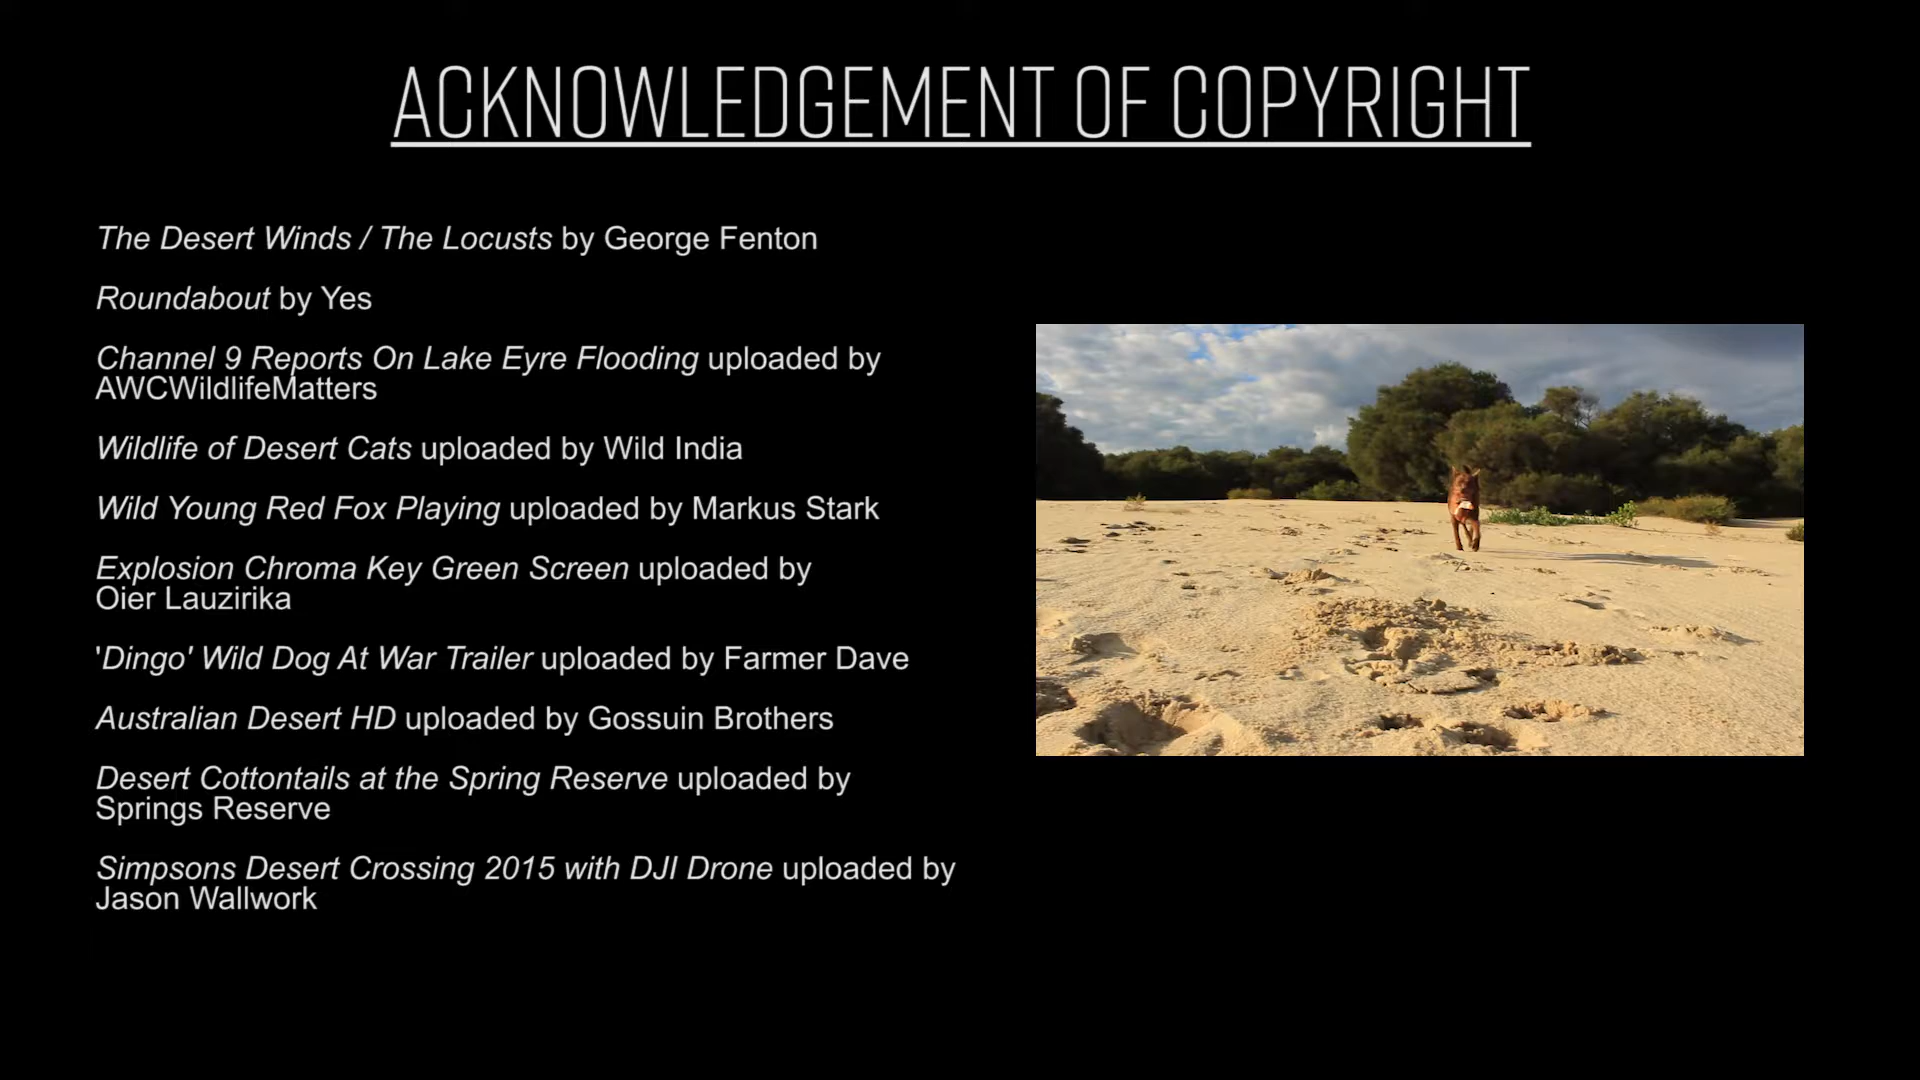 ACKNOWLEDGEMENT OF COPYRIGHT
The Desert Winds / The Locusts by George Fenton
Roundabout by Yes
Channel 9 Reports On Lake Eyre Flooding uploaded by
AWCWildlifeMatters
Wildlife of Desert Cats uploaded by Wild India
Wild Young Red Fox Playing uploaded by Markus Stark
Explosion Chroma Key Green Screen uploaded by
Oier Lauzirika
'Dingo' Wild Dog At War Trailer uploaded by Farmer Dave
Australian Desert HD uploaded by Gossuin Brothers
Desert Cottontails at the Spring Reserve uploaded by
Springs Reserve
Simpsons Desert Crossing 2015 with DJI Drone uploaded by
Jason Wallwork